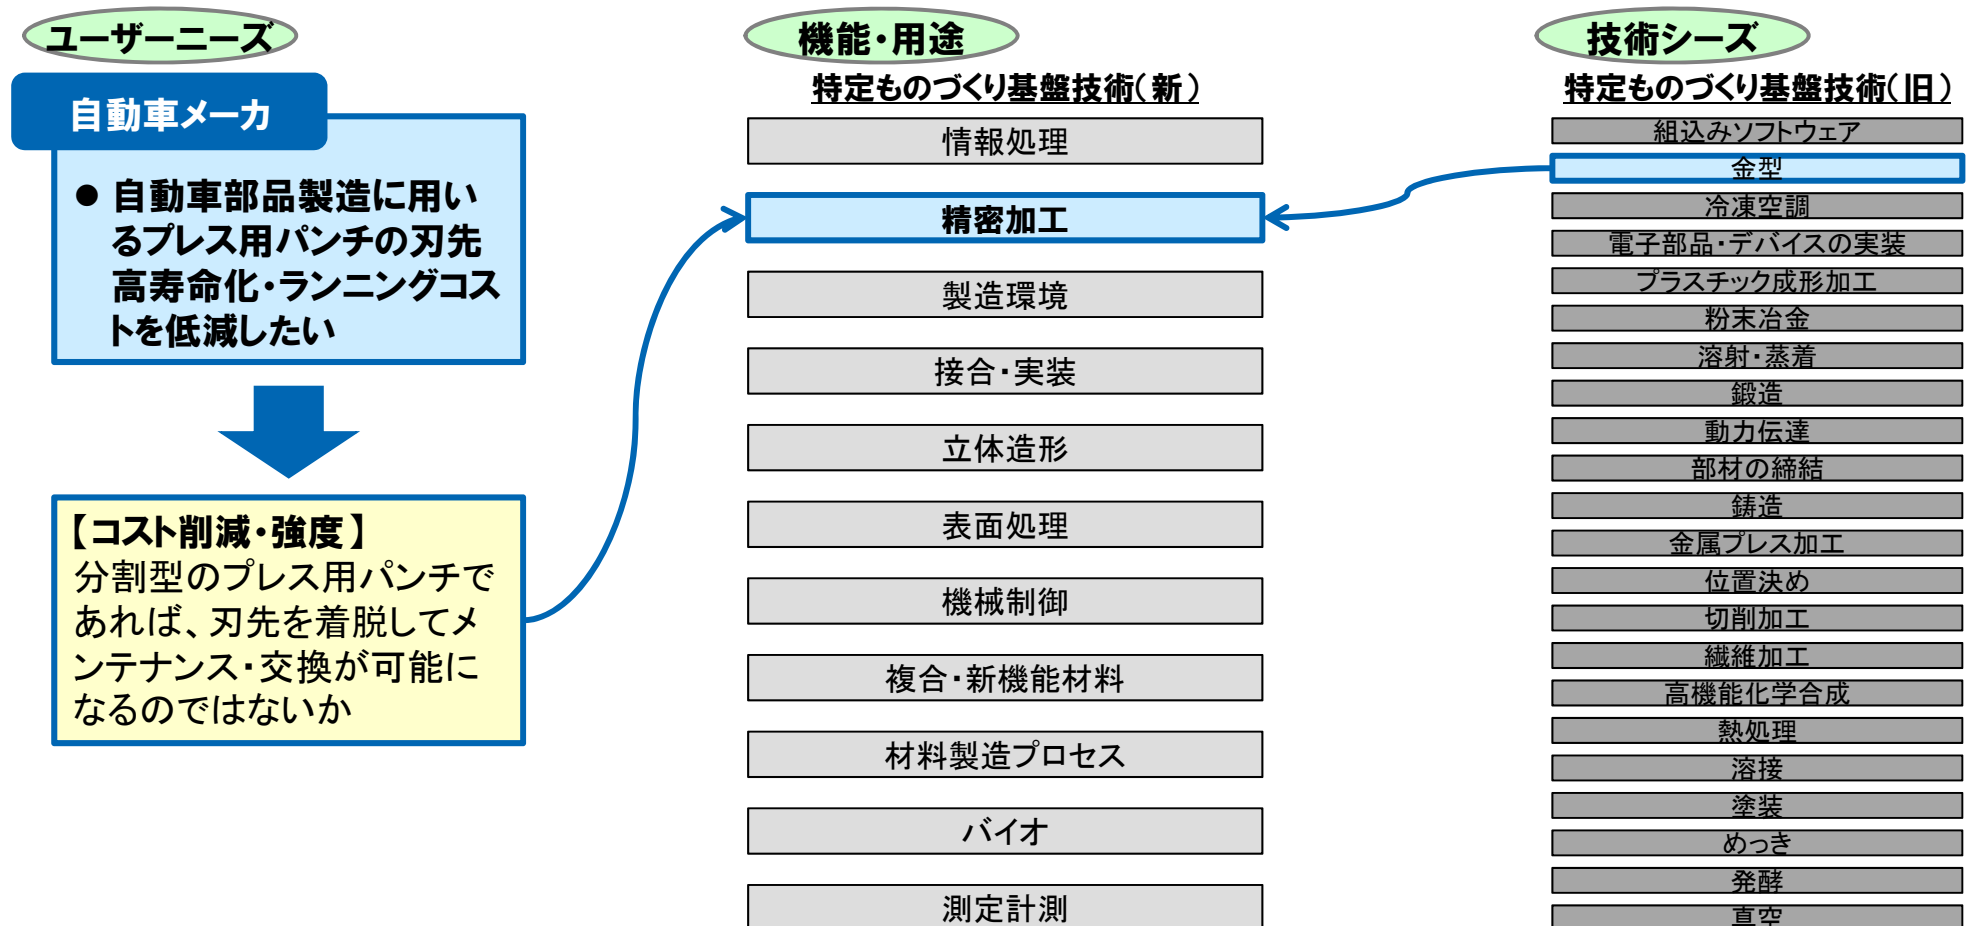 ユーザーニーズ
自動車メーカ
● 自動車部品製造に用い
るプレス用パンチの刃先
高寿命化・ランニングコス
トを低減したい
【コスト削減・強度】
分割型のプレス用パンチで
あれば、刃先を着脱してメ
ンテナンス・交換が可能に
なるのではないか
機能・用途
特定ものづくり基盤技術（新）
情報処理
精密加工
製造環境
接合・実装
立体造形
表面処理
機械制御
複合・新機能材料
材料製造プロセス
バイオ
測定計測
技術シーズ
特定ものづくり基盤技術（旧）
組込みソフトウェア
金型
冷凍空調
電子部品・デバイスの実装
プラスチック成形加工
粉末冶金
溶射・蒸着
鍛造
動力伝達
部材の締結
鋳造
金属プレス加工
位置決め
切削加工
繊維加工
高機能化学合成
熱処理
溶接
塗装
めっき
発酵
真空